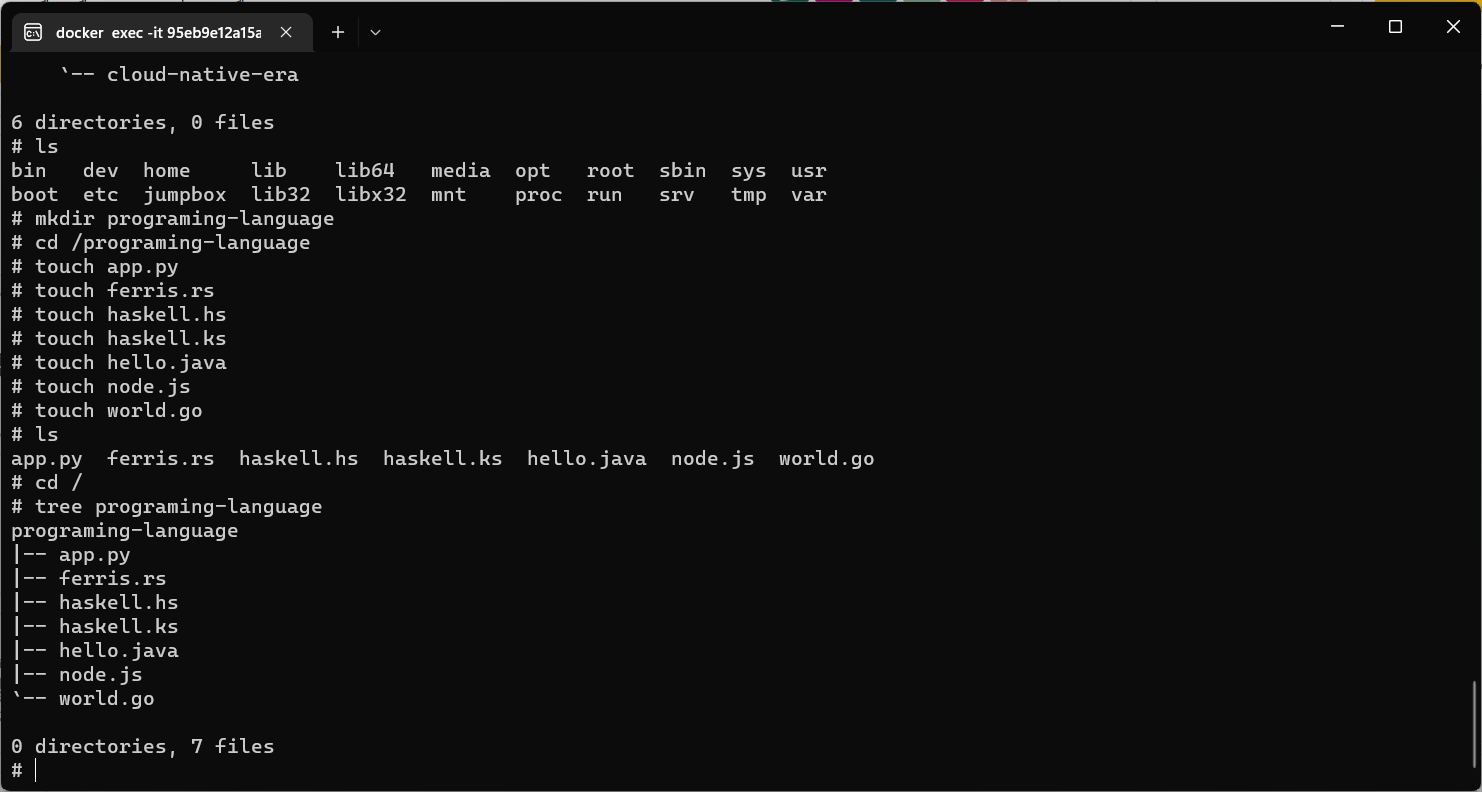 docker exec -it 95eb9e12a15a
`-- cloud-native-era
6 directories, 0 files
# ls
bin   dev  home     lib    lib64   media  opt   root  sbin  sys  usr
boot  etc  jumpbox  lib32  libx32  mnt    proc  run   srv   tmp  var
# mkdir programing-language
# cd /programing-language
# touch app.py
# touch ferris.rs
# touch haskell.hs
# touch haskell.ks
# touch hello.java
# touch node.js
# touch world.go
# ls
app.py  ferris.rs  haskell.hs  haskell.ks  hello.java  node.js  world.go
# cd /
# tree programing-language
programing-language
|-- app.py
|-- ferris.rs
|-- haskell.hs
|-- haskell.ks
|-- hello.java
|-- node.js
`-- world.go
0 directories, 7 files
#